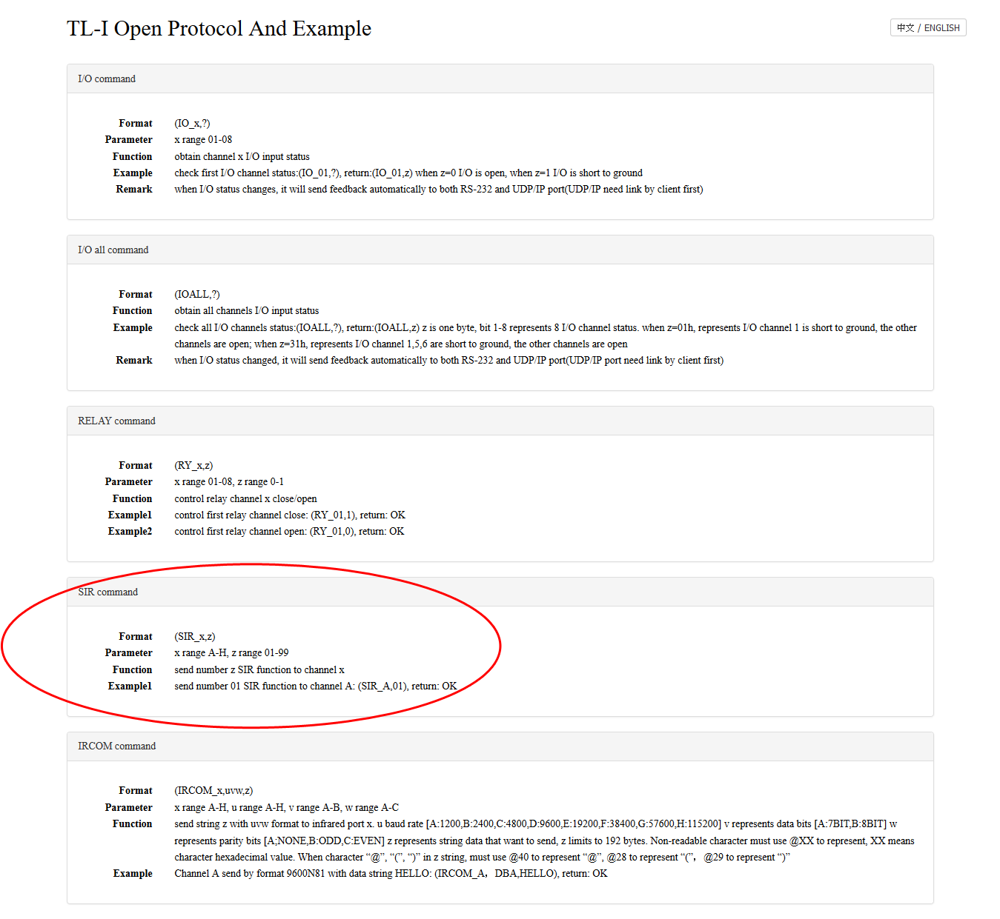 TL-I Open Protocol And Example
中文 / ENGLISH
I/O command
Format (IO_x,?)
Parameter x range 01-08
Function obtain channel x I/O input status
Example check first I/O channel status:(IO_01,?), return:(IO_01,z) when z=0 I/O is open, when z=1 I/O is short to ground
Remark when I/O status changes, it will send feedback automatically to both RS-232 and UDP/IP port(UDP/IP need link by client first)
I/O all command
Format (IOALL,?)
Function obtain all channels I/O input status
Example check all I/O channels status:(IOALL,?), return:(IOALL,z) z is one byte, bit 1-8 represents 8 I/O channel status. when z=01h, represents I/O channel 1 is short to ground, the other
channels are open; when z=31h, represents I/O channel 1,5,6 are short to ground, the other channels are open
Remark when I/O status changed, it will send feedback automatically to both RS-232 and UDP/IP port(UDP/IP port need link by client first)
RELAY command
Format (RY_x,z)
Parameter x range 01-08, z range 0-1
Function control relay channel x close/open
Example1 control first relay channel close: (RY_01,1), return: OK
Example2 control first relay channel open: (RY_01,0), return: OK
SIR command
Format (SIR_x,z)
Parameter x range A-H, z range 01-99
Function send number z SIR function to channel x
Example1 send number 01 SIR function to channel A: (SIR_A,01), return: OK
IRCOM command
Format (IRCOM_x,uvw,z)
Parameter x range A-H, u range A-H, v range A-B, w range A-C
Function send string z with uvw format to infrared port x. u baud rate [A:1200,B:2400,C:4800,D:9600,E:19200,F:38400,G:57600,H:115200] v represents data bits [A:7BIT,B:8BIT] w
represents parity bits [A;NONE,B:ODD,C:EVEN] z represents string data that want to send, z limits to 192 bytes. Non-readable character must use @XX to represent, XX means
character hexadecimal value. When character “@”, “(”, “)” in z string, must use @40 to represent “@”, @28 to represent “(”，@29 to represent “)”
Example Channel A send by format 9600N81 with data string HELLO: (IRCOM_A，DBA,HELLO), return: OK